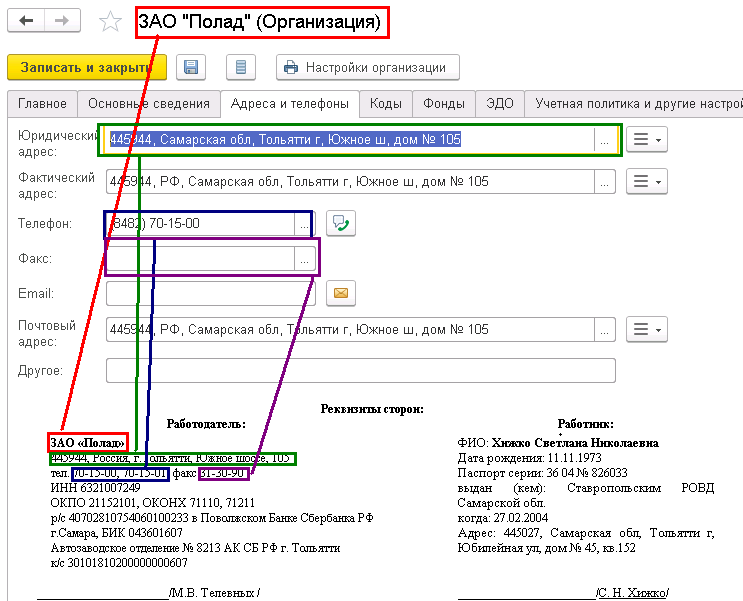 ЗАО "Полад" (Организация)
Записать и закрыть
Настройки организации
Главное Основные сведения Адреса и телефоны Коды Фонды ЭДО Учетная политика и другие настрой
Юридический адрес: 445944, Самарская обл, Тольятти г, Южное ш, дом № 105 ...
Фактический адрес: 445944, РФ, Самарская обл, Тольятти г, Южное ш, дом № 105 ...
Телефон: (8482) 70-15-00 ...
Факс: ...
Email:
Почтовый адрес: 445944, РФ, Самарская обл, Тольятти г, Южное ш, дом № 105 ...
Другое:
Реквизиты сторон:
Работодатель:
ЗАО «Полад»
445944, Россия, г. Тольятти, Южное шоссе, 105
тел. 70-15-00, 70-15-01 факс 31-30-90
ИНН 6321007249
ОКПО 21152101, ОКОНХ 71110, 71211
р/с 40702810754060100233 в Поволжском Банке Сбербанка РФ
г.Самара, БИК 043601607
Автозаводское отделение № 8213 АК СБ РФ г. Тольятти
к/с 30101810200000000607
/М.В. Телевных /
Работник:
ФИО: Хижко Светлана Николаевна
Дата рождения: 11.11.1973
Паспорт серии: 36 04 № 826033
выдан (кем): Ставропольским РОВД
Самарской обл.
когда: 27.02.2004
Адрес: 445027, Самарская обл, Тольятти г,
Юбилейная ул, дом № 45, кв.152
/С. Н. Хижко/